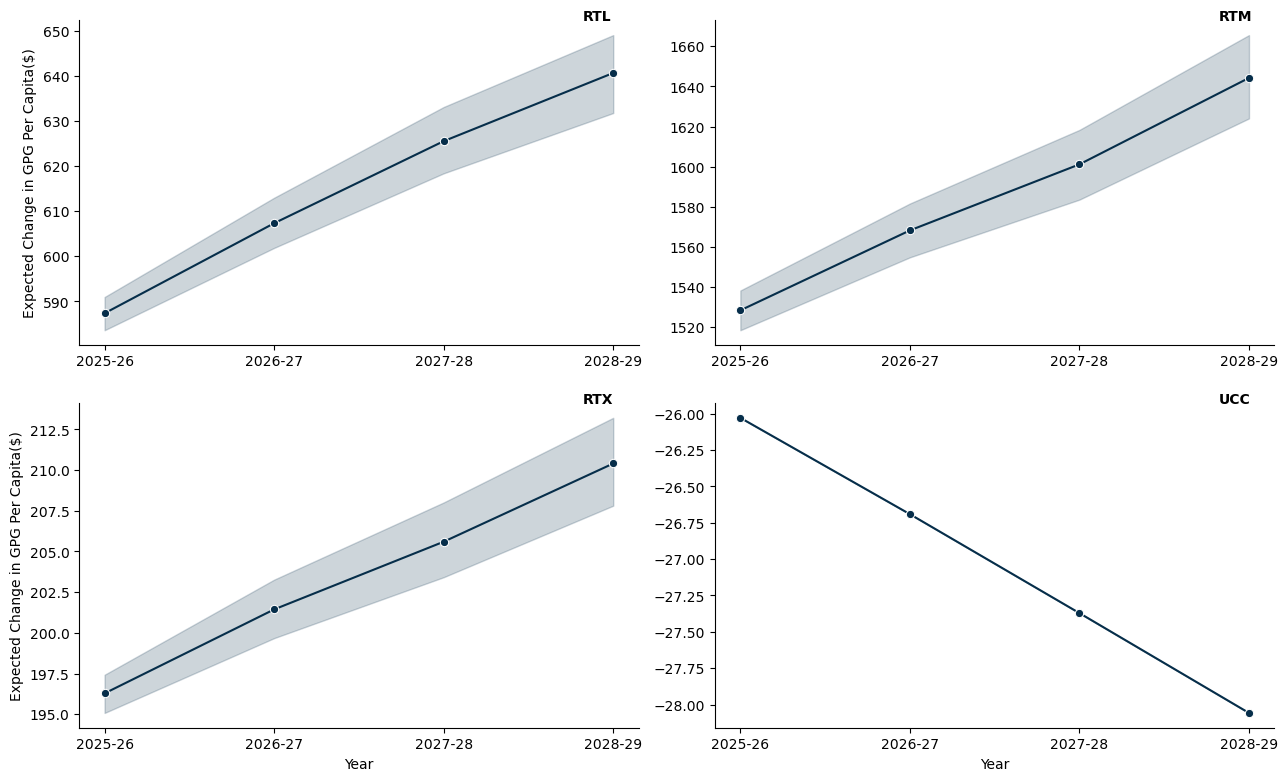 RTL
Expected Change in GPG Per Capita($)
650
640
630
620
610
600
590
2025-26 2026-27 2027-28 2028-29
RTM
1660
1640
1620
1600
1580
1560
1540
1520
2025-26 2026-27 2027-28 2028-29
RTX
Expected Change in GPG Per Capita($)
212.5
210.0
207.5
205.0
202.5
200.0
197.5
195.0
2025-26 2026-27 2027-28 2028-29
Year
UCC
−26.00
−26.25
−26.50
−26.75
−27.00
−27.25
−27.50
−27.75
−28.00
2025-26 2026-27 2027-28 2028-29
Year